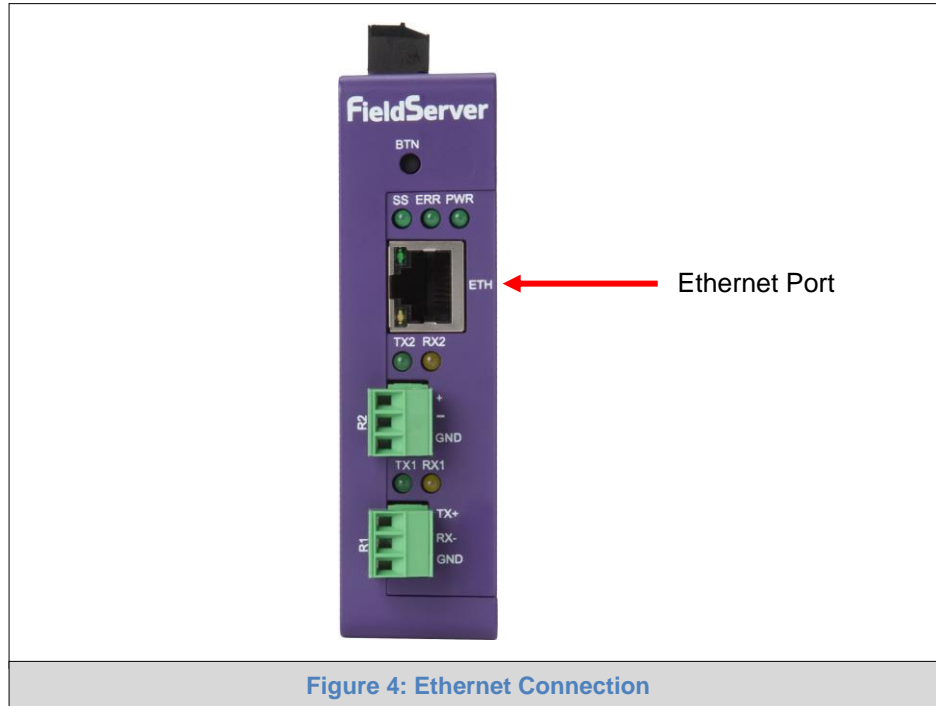 FieldServer
BTN
SS ERR PWR
ETH
Ethernet Port
TX2 RX2
R2
+
–
GND
TX1 RX1
R1
TX+
RX-
GND
Figure 4: Ethernet Connection